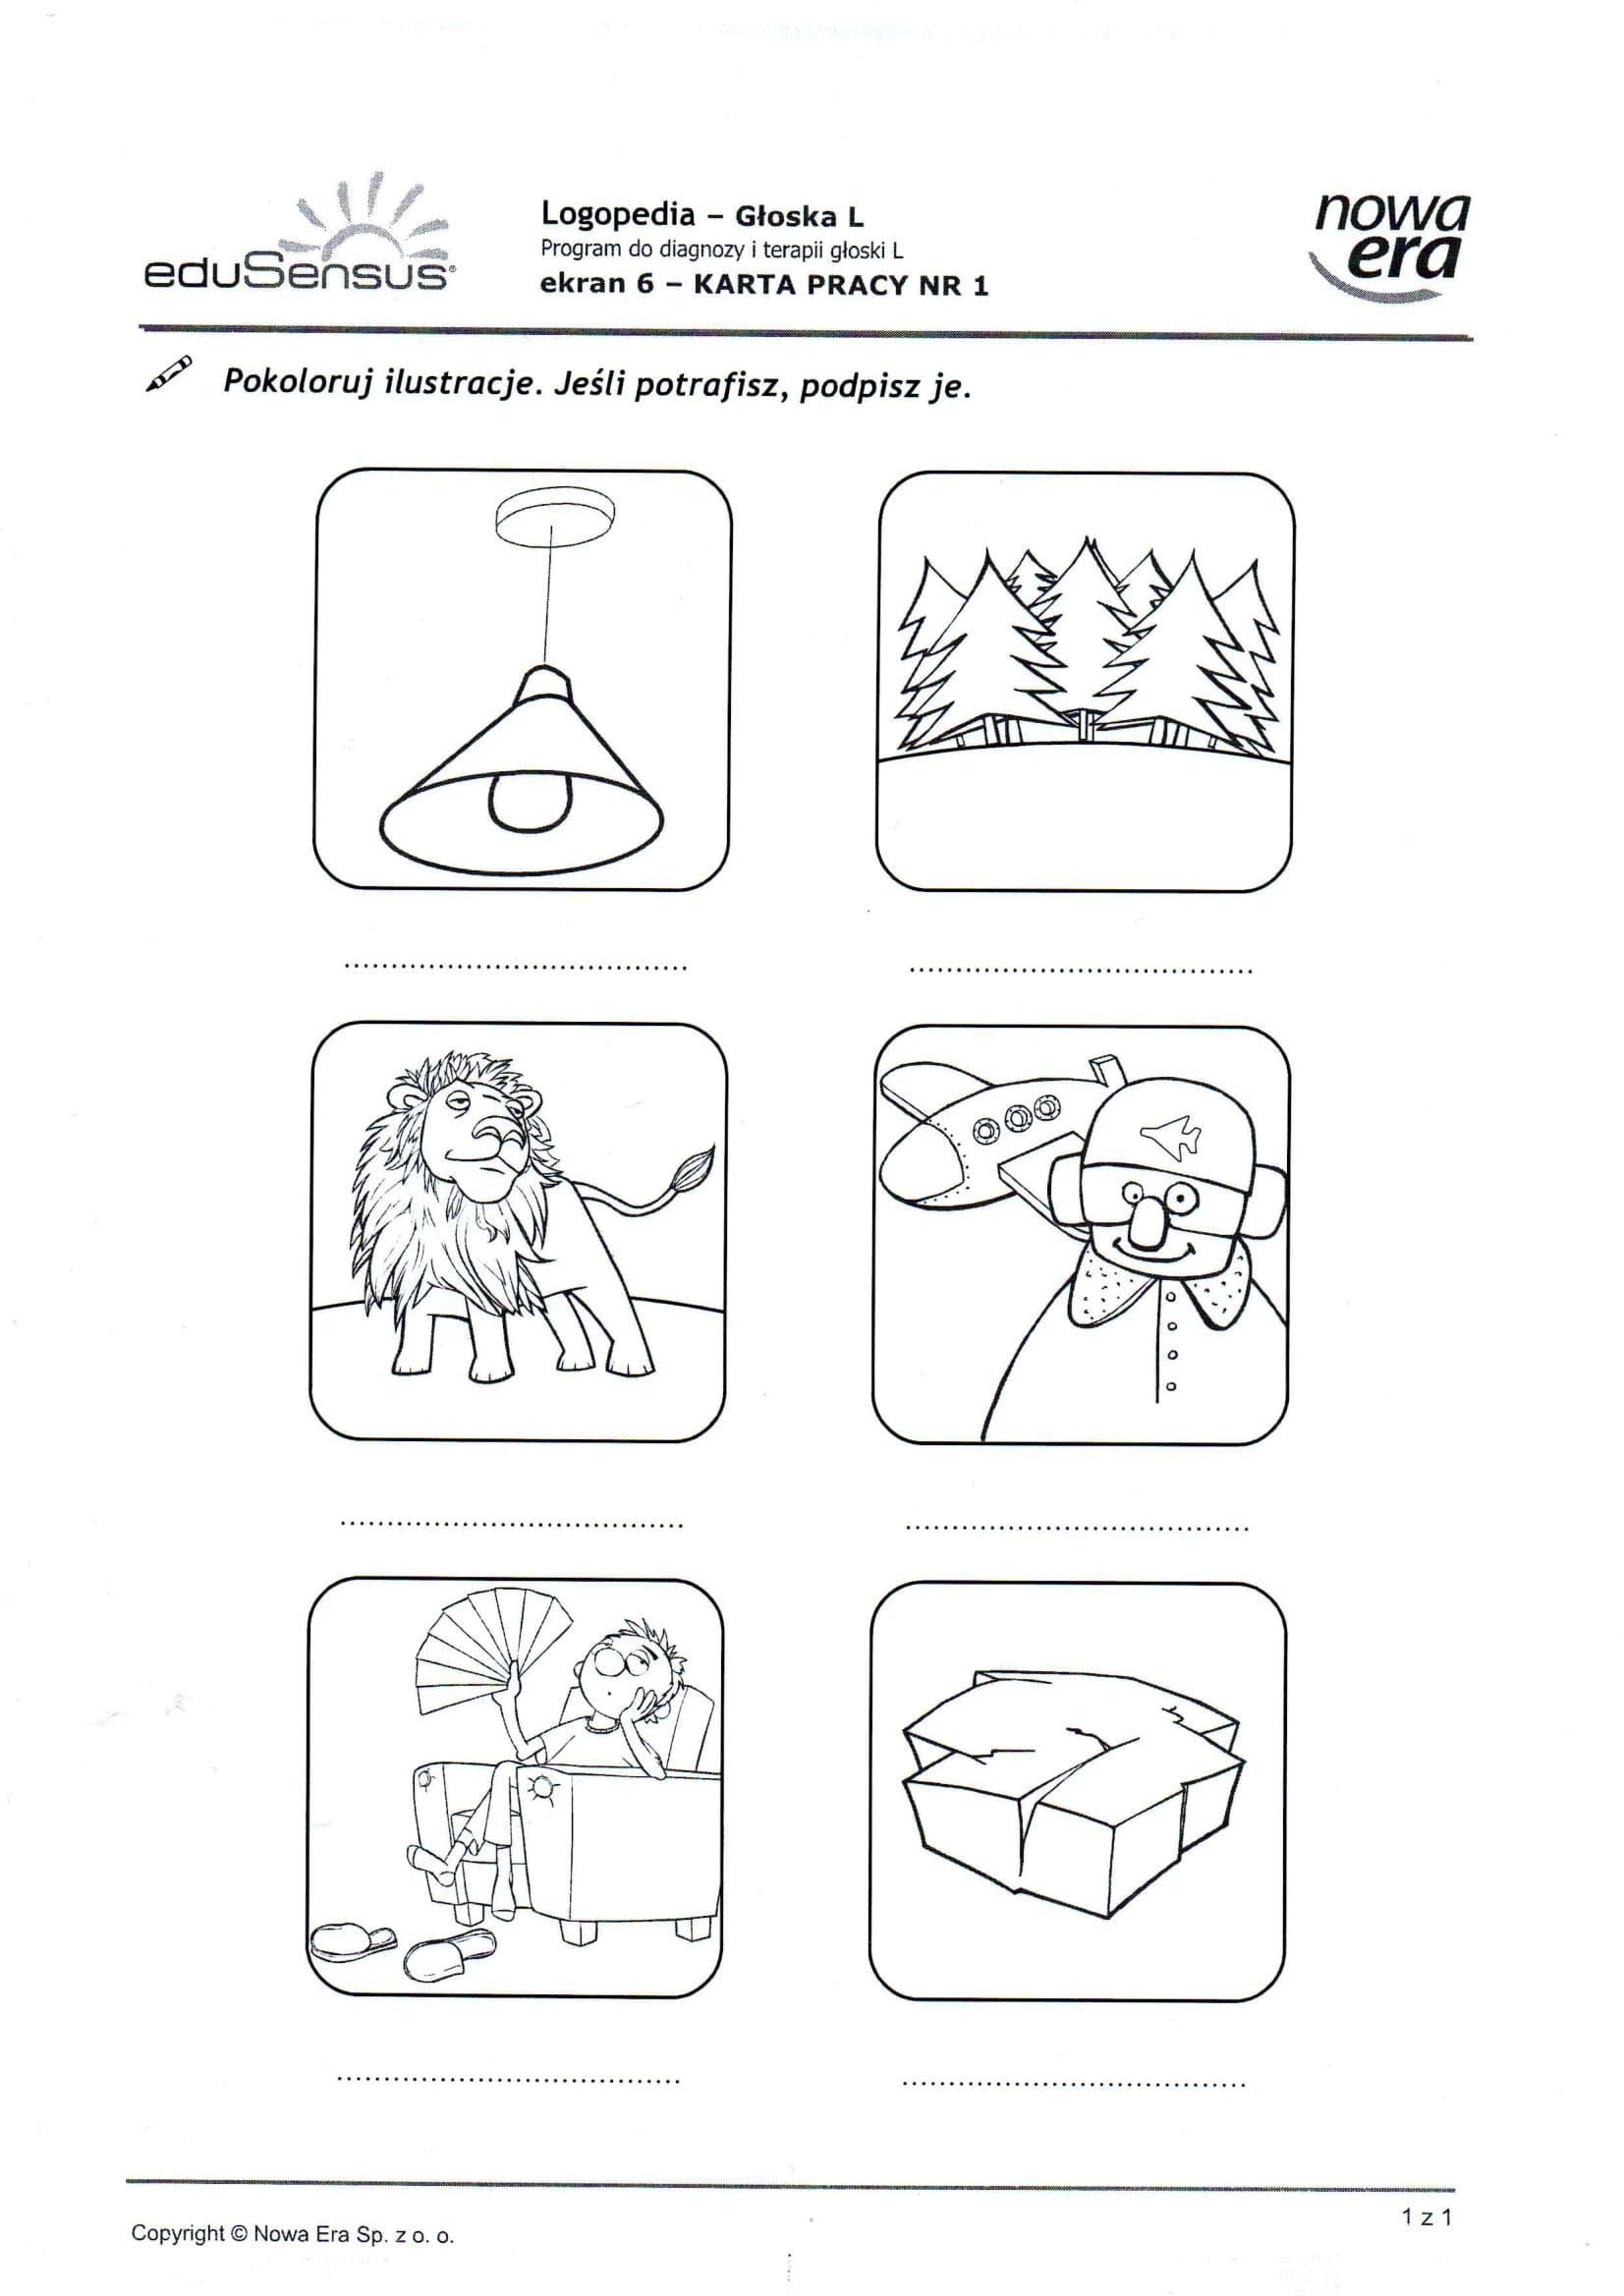 eduSensus®
Logopedia – Głoska L
Program do diagnozy i terapii głoski L
ekran 6 – KARTA PRACY NR 1
nowa
era
Pokoloruj ilustracje. Jeśli potrafisz, podpisz je.
1 z 1
Copyright © Nowa Era Sp. z o. o.